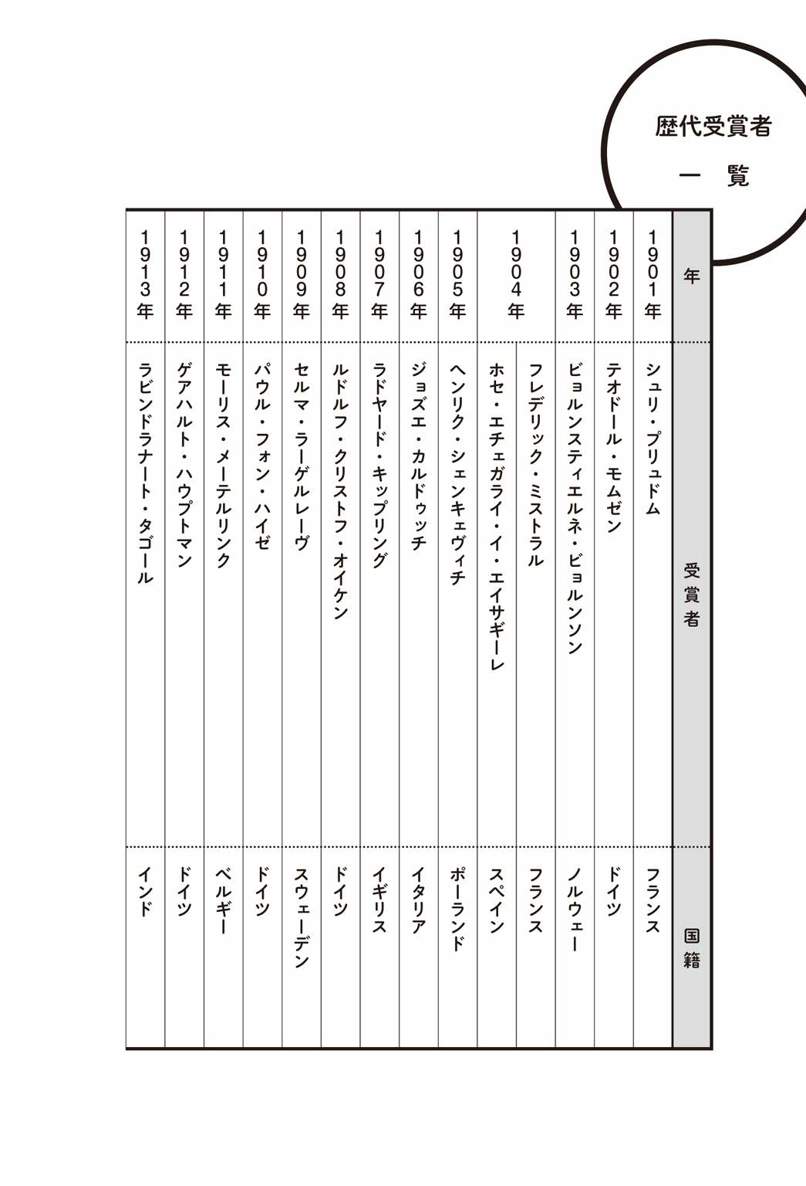 歴代受賞者
一 覧
年
受賞者
国籍
1901年
シュリ・プリュドム
フランス
1902年
テオドール・モムゼン
ドイツ
1903年
ビョルンスティエルネ・ビョルンソン
ノルウェー
1904年
フレデリック・ミストラル
フランス
ホセ・エチェガライ・イ・エイサギーレ
スペイン
1905年
ヘンリク・シェンキェヴィチ
ポーランド
1906年
ジョズエ・カルドゥッチ
イタリア
1907年
ラドヤード・キップリング
イギリス
1908年
ルドルフ・クリストフ・オイケン
ドイツ
1909年
セルマ・ラーゲルレーヴ
スウェーデン
1910年
パウル・フォン・ハイゼ
ドイツ
1911年
モーリス・メーテルリンク
ベルギー
1912年
ゲアハルト・ハウプトマン
ドイツ
1913年
ラビンドラナート・タゴール
インド